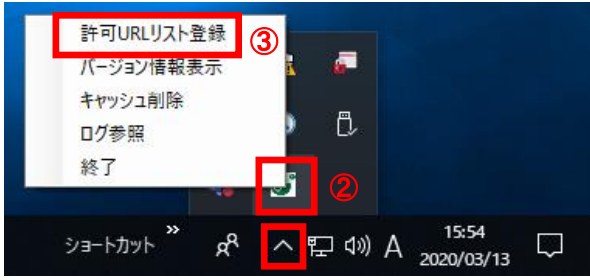 許可URLリスト登録
③
バージョン情報表示
キャッシュ削除
ログ参照
終了
②
ショートカット
»
A
15:54
2020/03/13